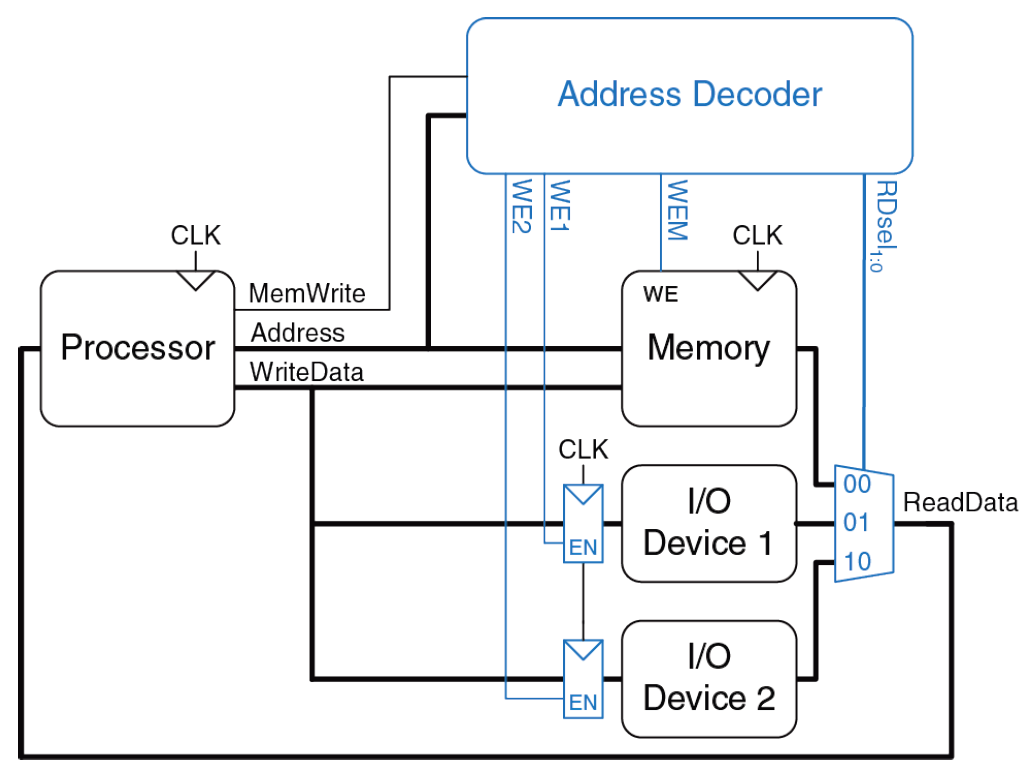 Address Decoder
WE2
WE1
WEM
RDsel1:0
CLK
CLK
MemWrite
WE
Address
Processor
Memory
WriteData
CLK
I/O
Device 1
EN
00
01
10
ReadData
I/O
Device 2
EN